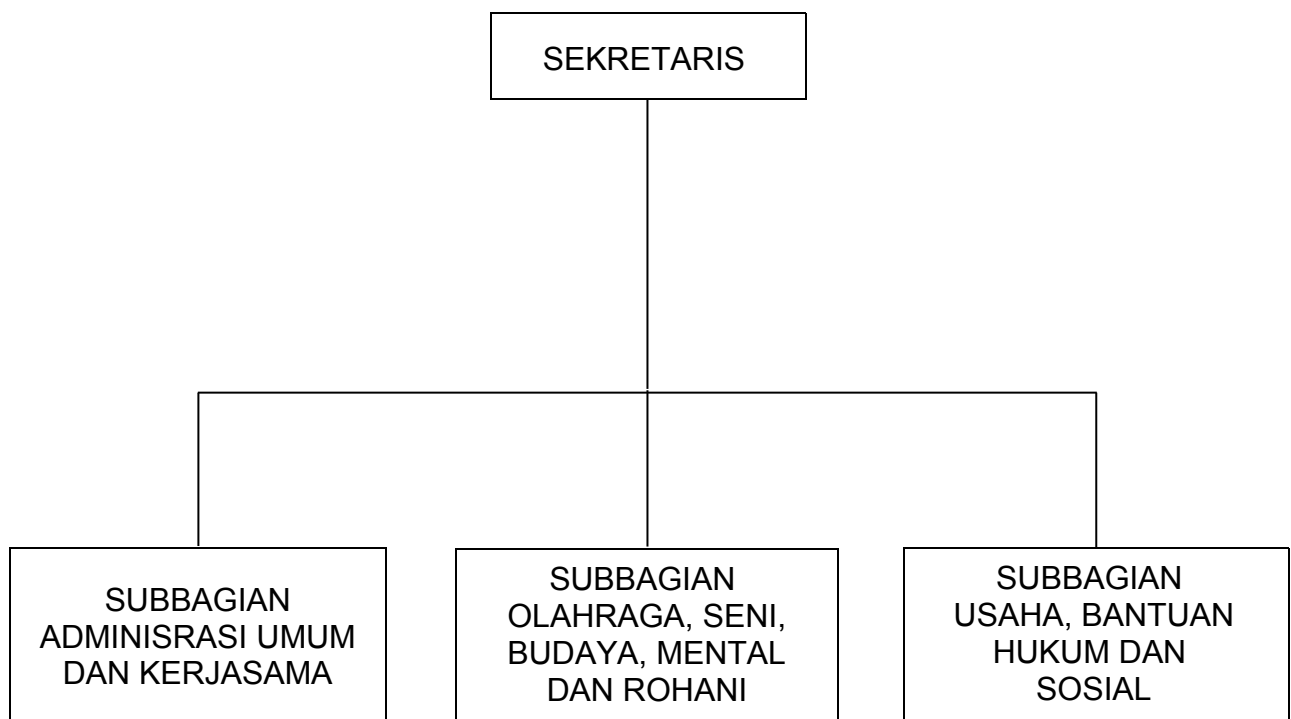 SEKRETARIS
SUBBAGIAN
ADMINISRASI UMUM
DAN KERJASAMA
SUBBAGIAN
OLAHRAGA, SENI,
BUDAYA, MENTAL
DAN ROHANI
SUBBAGIAN
USAHA, BANTUAN
HUKUM DAN
SOSIAL